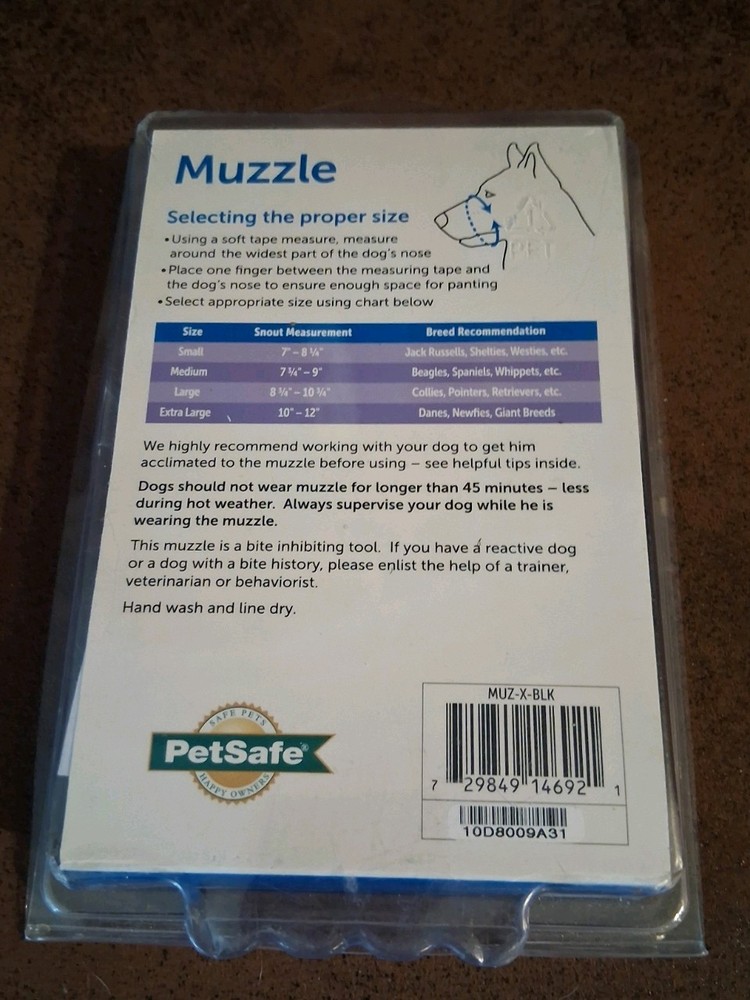 Muzzle
Selecting the proper size
•Using a soft tape measure, measure
around the widest part of the dog's nose
•Place one finger between the measuring tape and
the dog's nose to ensure enough space for panting
•Select appropriate size using chart below
1
PET
Size Snout Measurement Breed Recommendation
Small 7" – 8 ¼" Jack Russells, Shelties, Westies, etc.
Medium 7 ¾" – 9" Beagles, Spaniels, Whippets, etc.
Large 8 ¾" – 10 ¾" Collies, Pointers, Retrievers, etc.
Extra Large 10" – 12" Danes, Newfies, Giant Breeds
We highly recommend working with your dog to get him
acclimated to the muzzle before using – see helpful tips inside.
Dogs should not wear muzzle for longer than 45 minutes – less
during hot weather. Always supervise your dog while he is
wearing the muzzle.
This muzzle is a bite inhibiting tool. If you have a reactive dog
or a dog with a bite history, please enlist the help of a trainer,
veterinarian or behaviorist.
Hand wash and line dry.
SAFE PETS
PetSafe®
HAPPY OWNERS
MUZ-X-BLK
7 29849 14692 1
10D8009A31